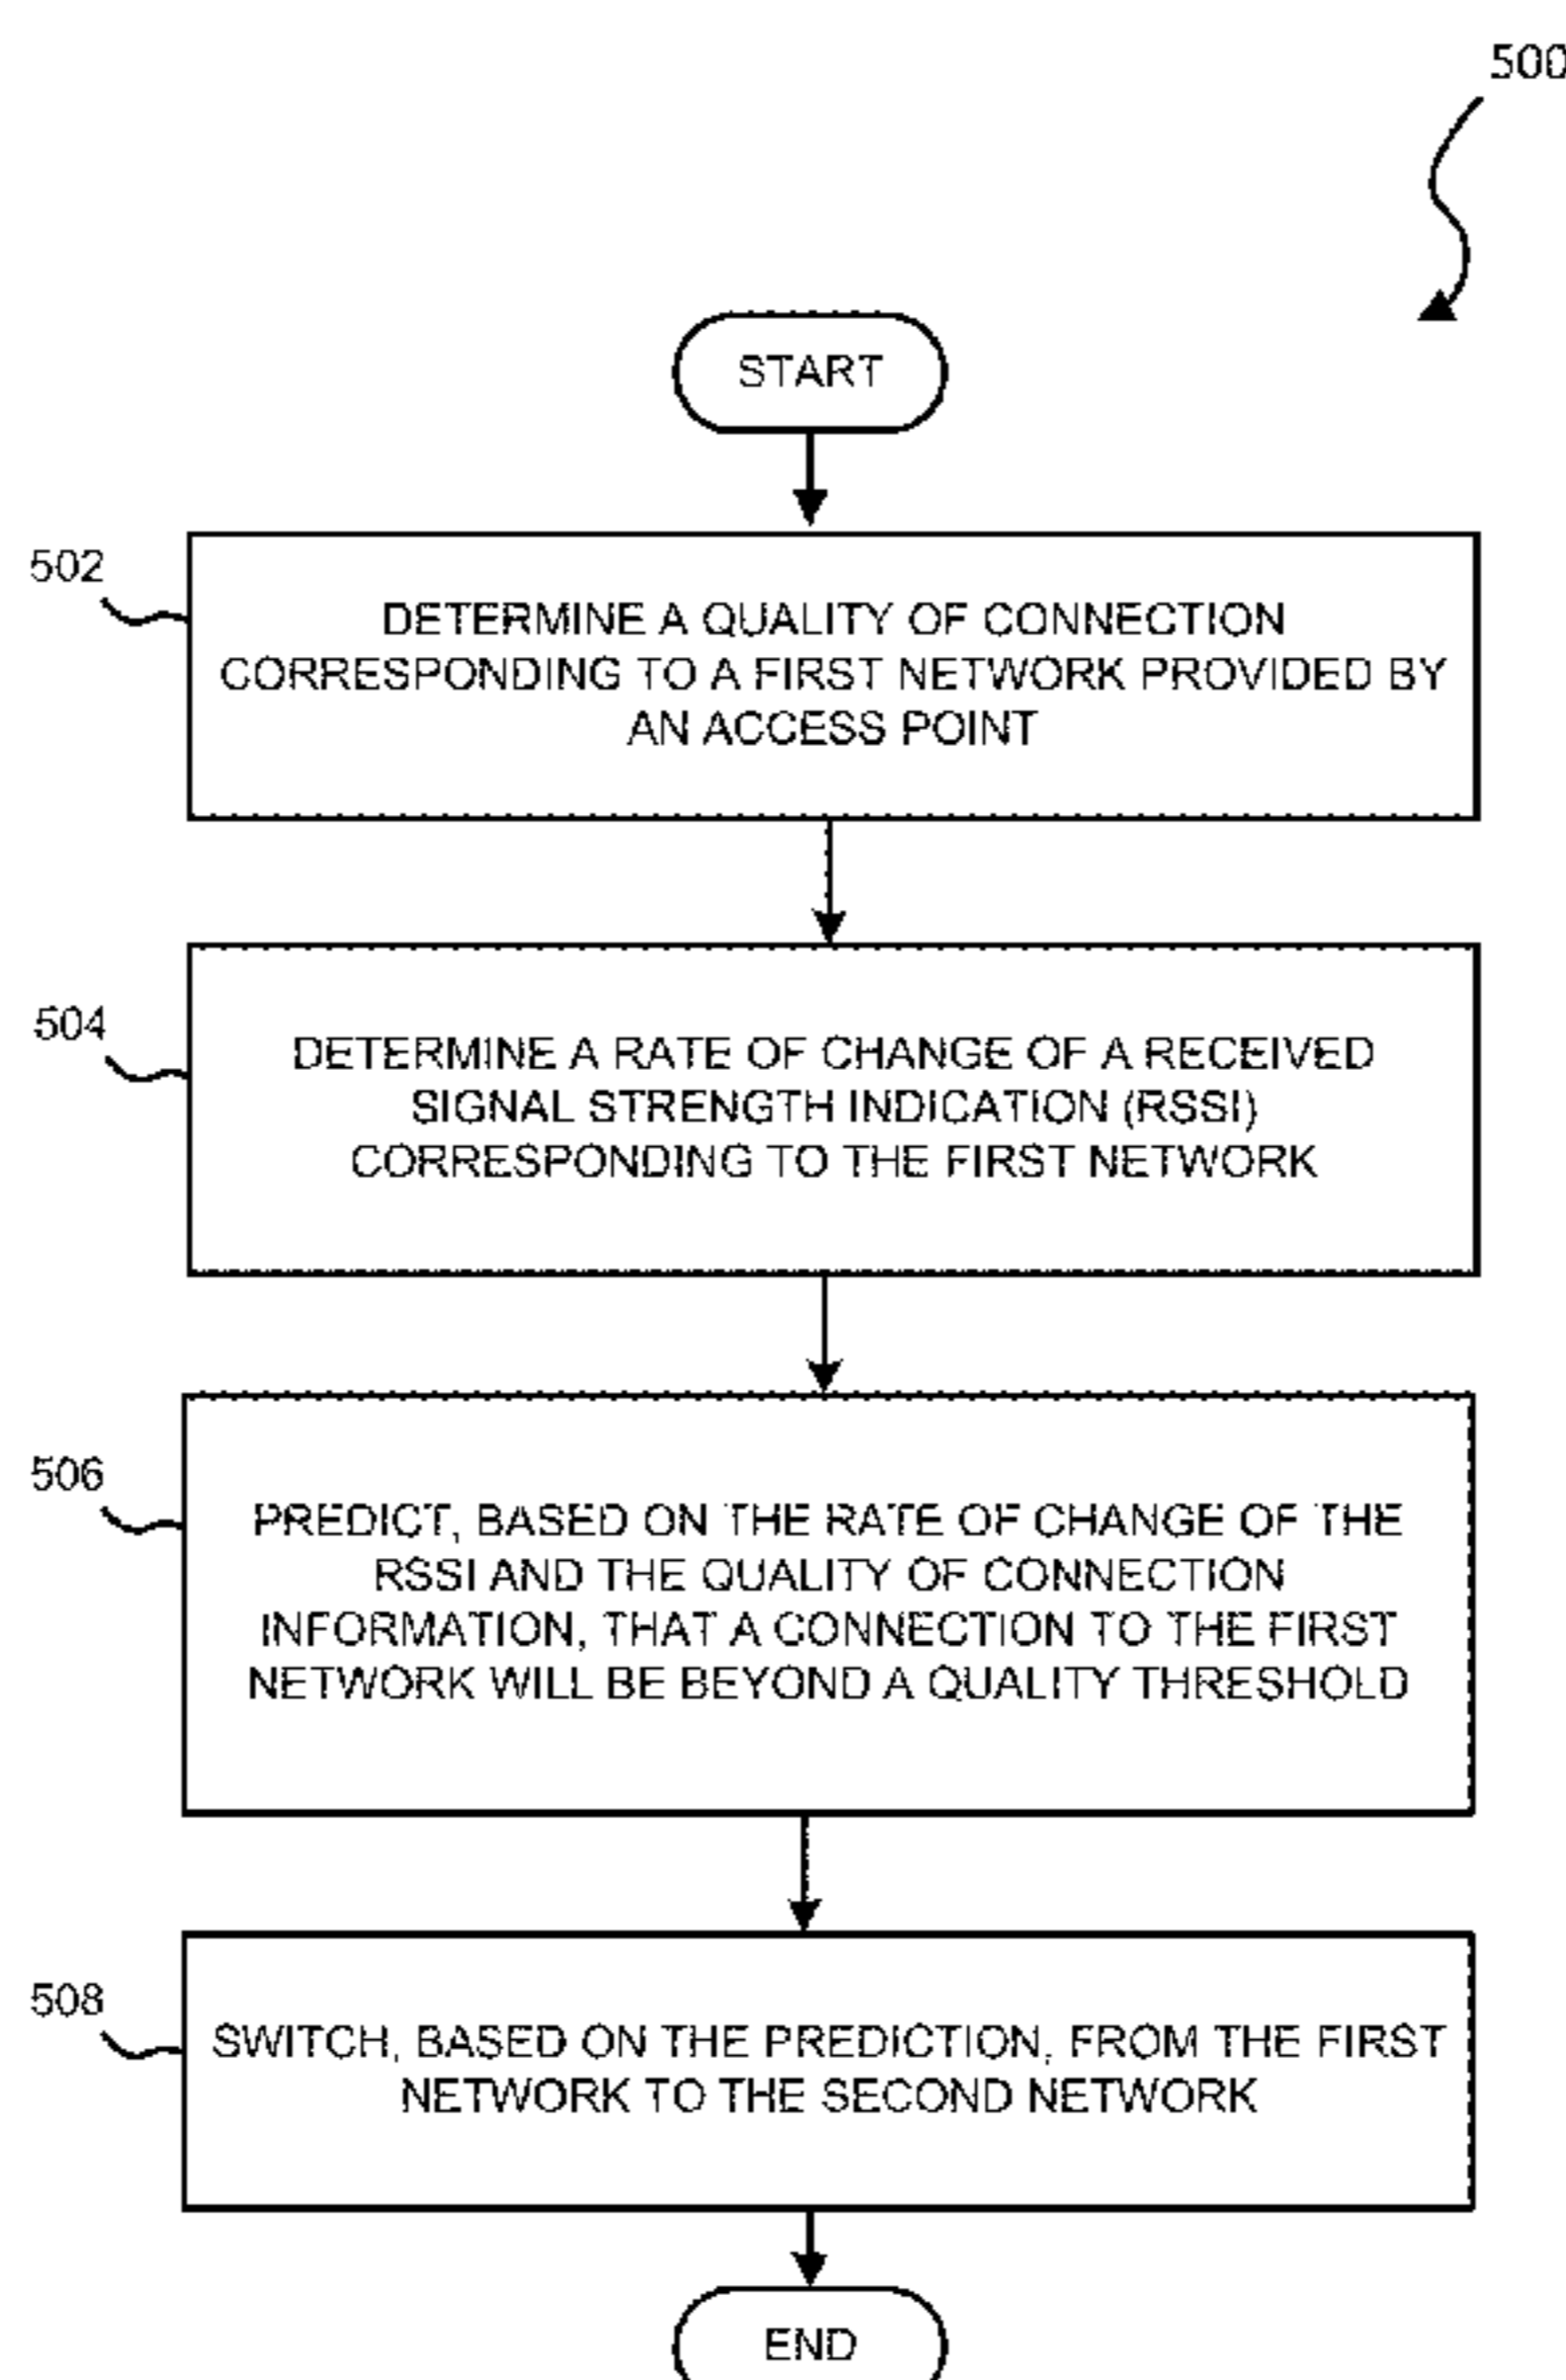 500
START
502
DETERMINE A QUALITY OF CONNECTION
CORRESPONDING TO A FIRST NETWORK PROVIDED BY
AN ACCESS POINT
504
DETERMINE A RATE OF CHANGE OF A RECEIVED
SIGNAL STRENGTH INDICATION (RSSI)
CORRESPONDING TO THE FIRST NETWORK
506
PREDICT, BASED ON THE RATE OF CHANGE OF THE
RSSI AND THE QUALITY OF CONNECTION
INFORMATION, THAT A CONNECTION TO THE FIRST
NETWORK WILL BE BEYOND A QUALITY THRESHOLD
508
SWITCH, BASED ON THE PREDICTION, FROM THE FIRST
NETWORK TO THE SECOND NETWORK
END